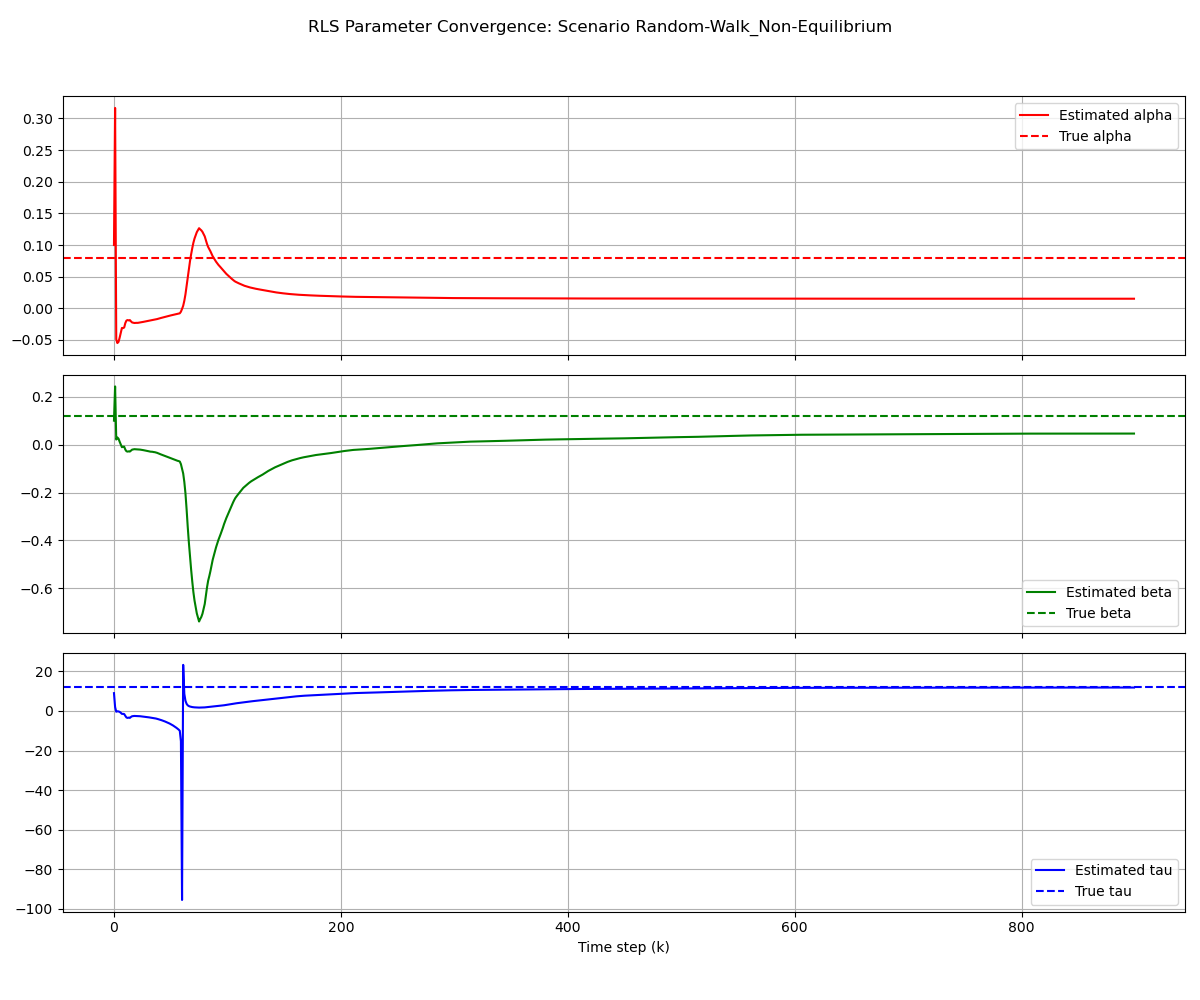 RLS Parameter Convergence: Scenario Random-Walk_Non-Equilibrium
0.30
0.25
0.20
0.15
0.10
0.05
0.00
−0.05
Estimated alpha
True alpha
0.2
0.0
−0.2
−0.4
−0.6
Estimated beta
True beta
20
0
−20
−40
−60
−80
−100
Estimated tau
True tau
0 200 400 600 800
Time step (k)